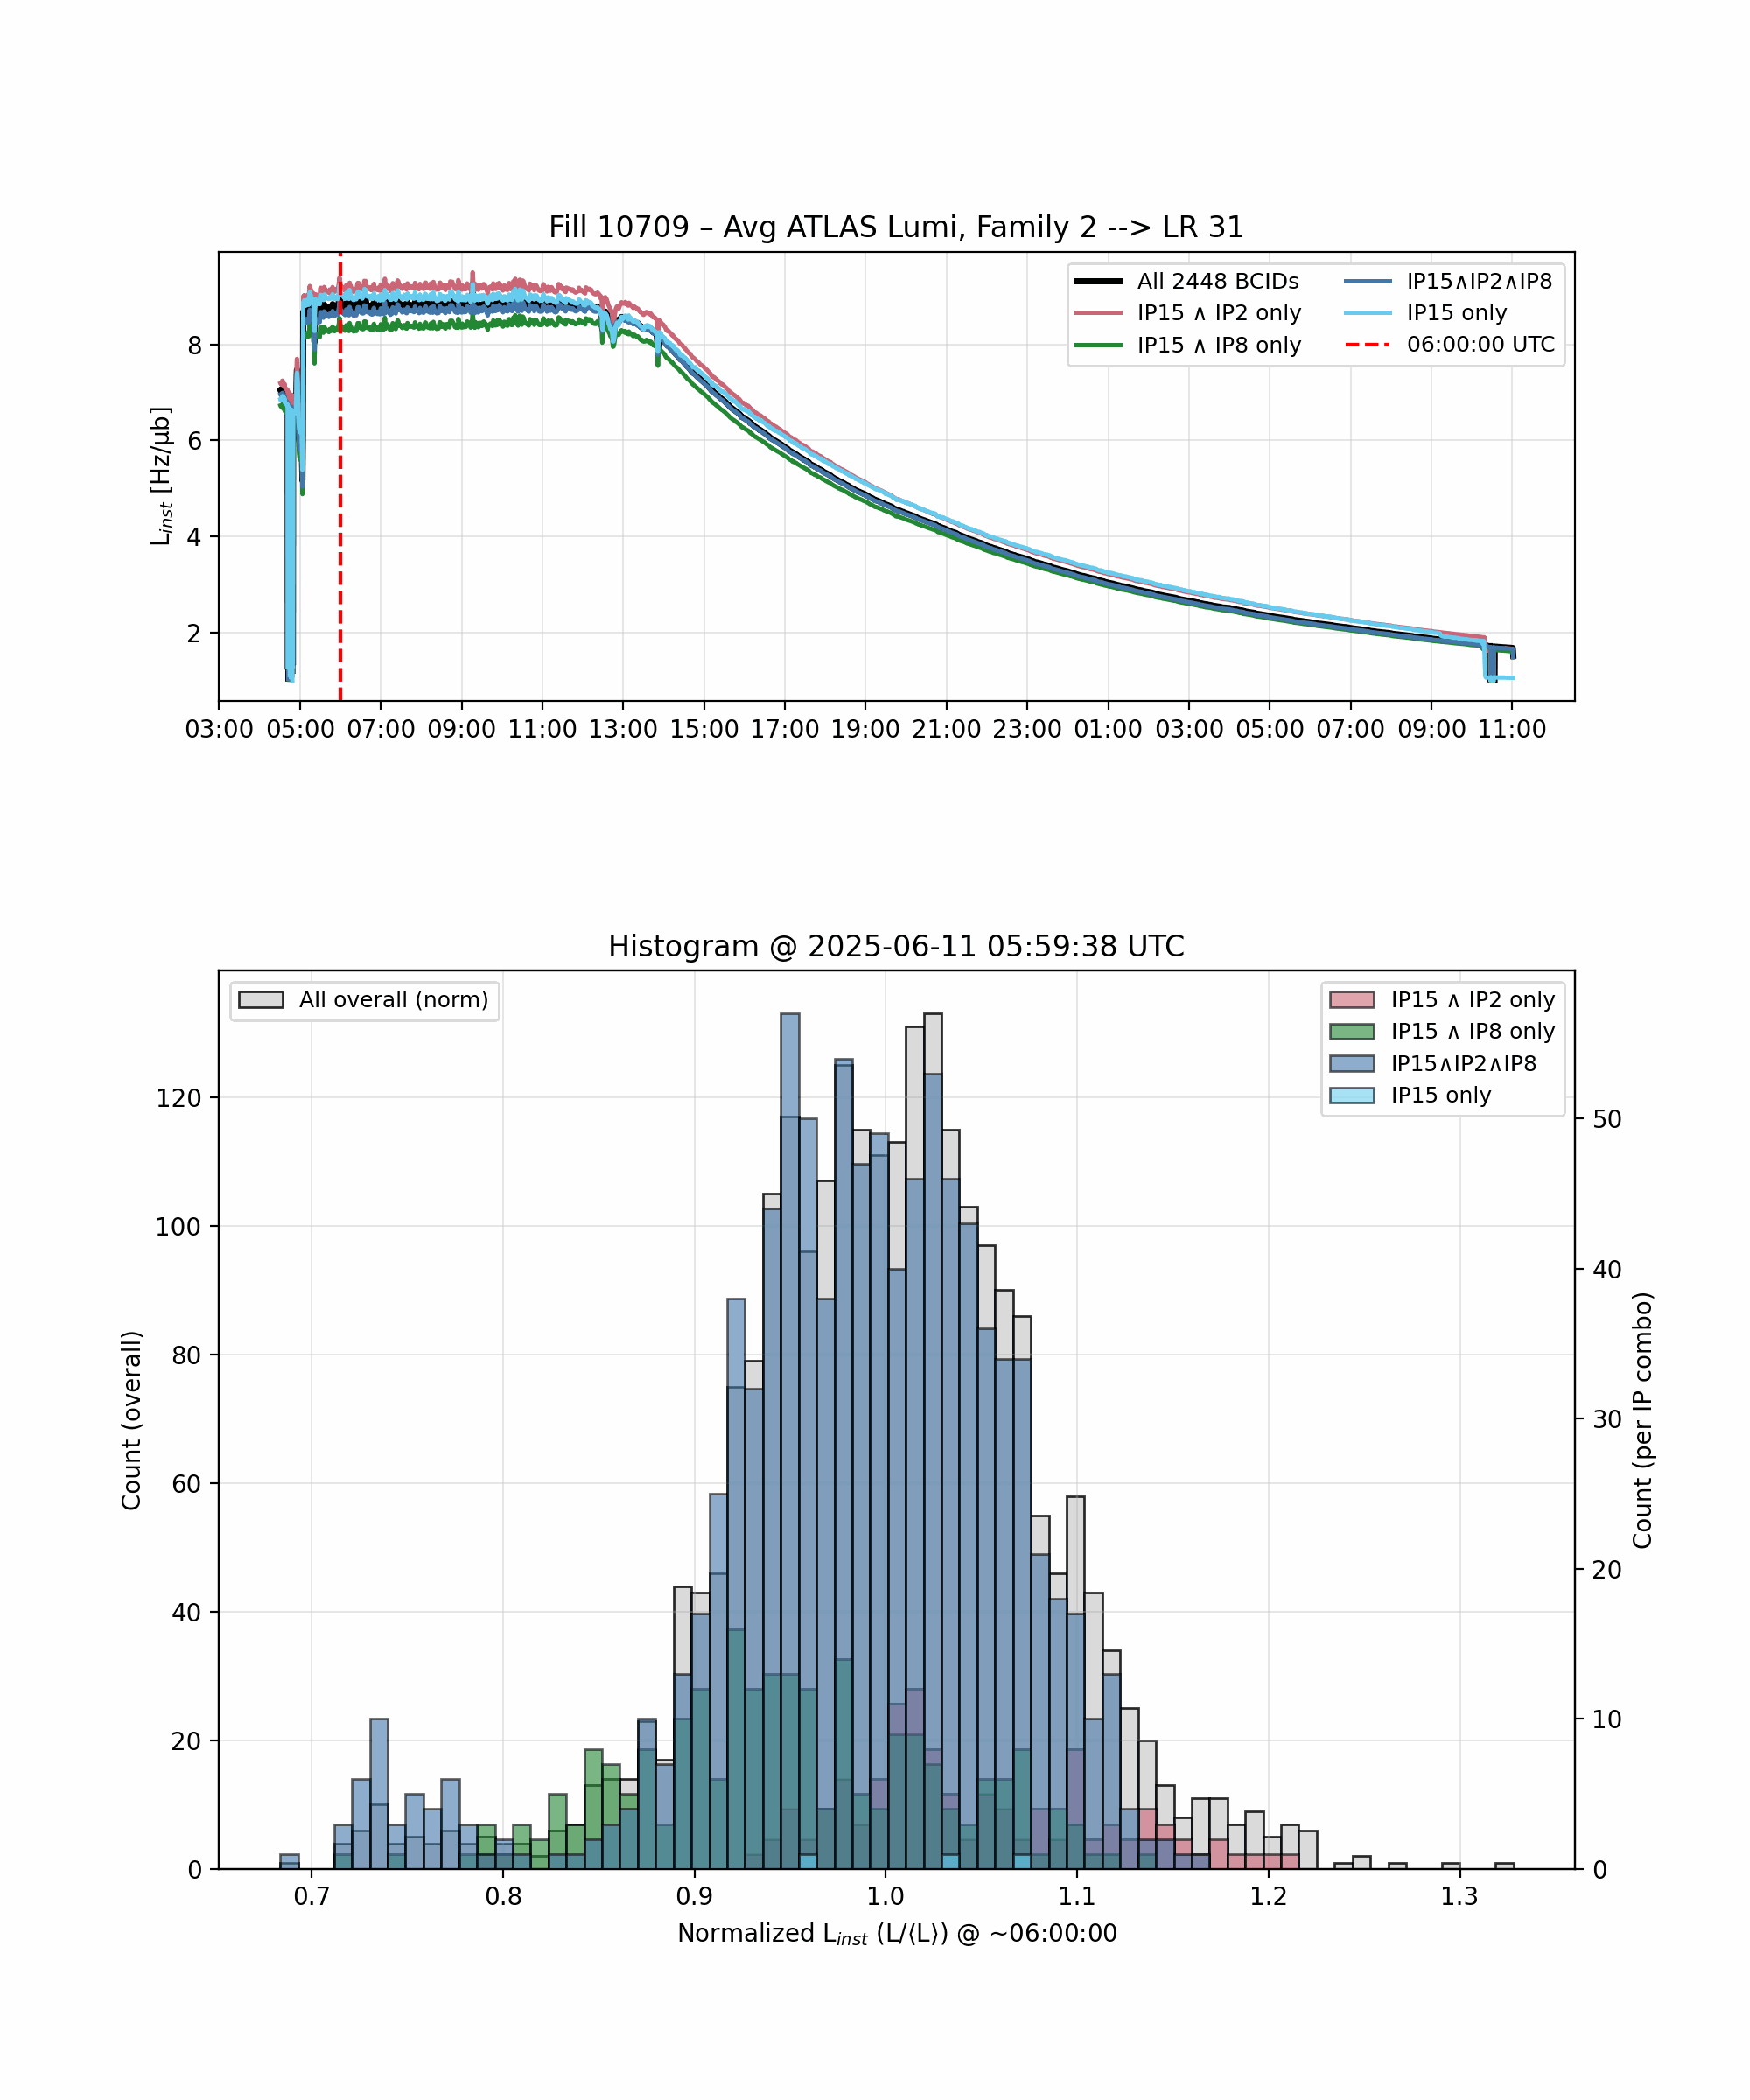 Fill 10709 – Avg ATLAS Lumi, Family 2 --> LR 31
All 2448 BCIDs
IP15 ∧ IP2 only
IP15 ∧ IP8 only
IP15∧IP2∧IP8
IP15 only
06:00:00 UTC
L_inst [Hz/μb]
8
6
4
2
03:00 05:00 07:00 09:00 11:00 13:00 15:00 17:00 19:00 21:00 23:00 01:00 03:00 05:00 07:00 09:00 11:00
Histogram @ 2025-06-11 05:59:38 UTC
All overall (norm)
IP15 ∧ IP2 only
IP15 ∧ IP8 only
IP15∧IP2∧IP8
IP15 only
Count (overall)
120
100
80
60
40
20
0
Count (per IP combo)
50
40
30
20
10
0
0.7 0.8 0.9 1.0 1.1 1.2 1.3
Normalized L_inst (L/⟨L⟩) @ ~06:00:00